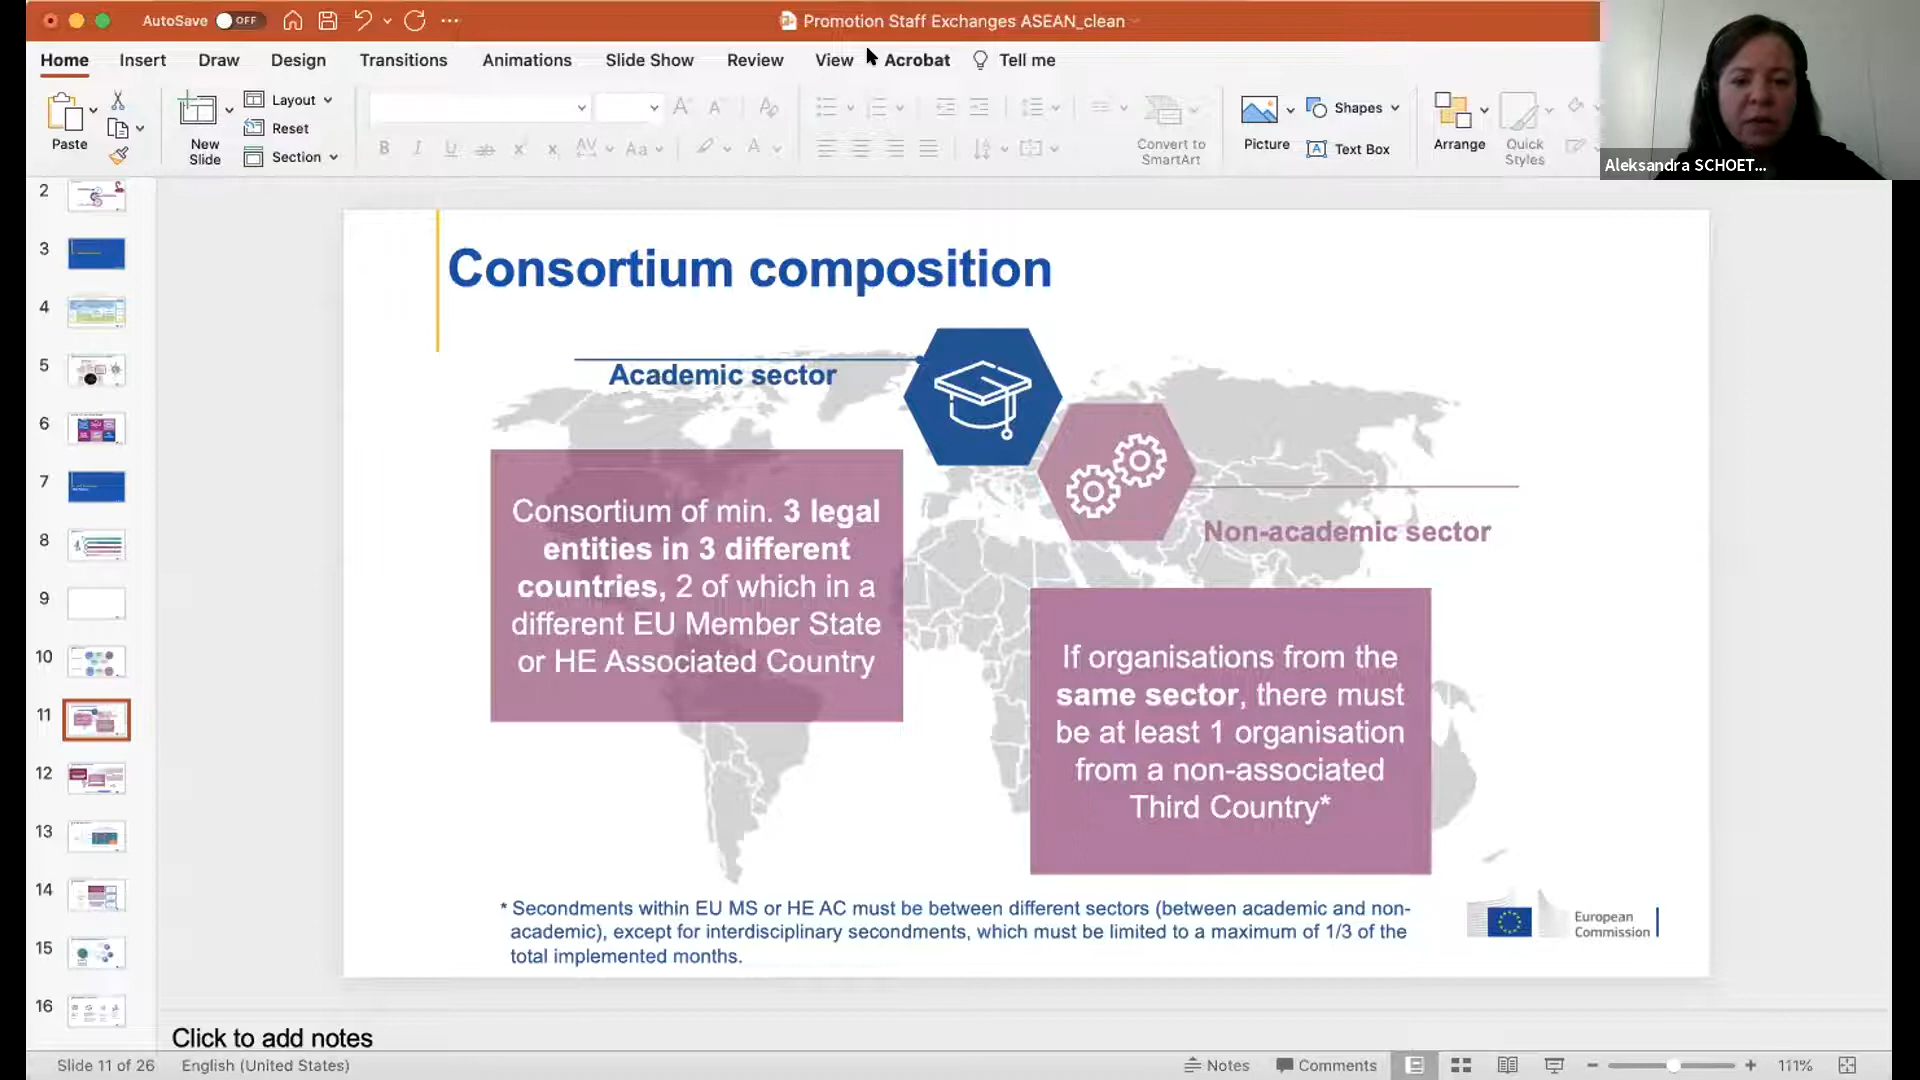 AutoSave OFF
Promotion Staff Exchanges ASEAN_clean
Home Insert Draw Design Transitions Animations Slide Show Review View Acrobat Tell me
Paste
New
Slide
Layout
Reset
Section
Convert to
SmartArt
Picture
Shapes
Text Box
Arrange
Quick
Styles
Aleksandra SCHOET...
2
3
4
5
6
7
8
9
10
11
12
13
14
15
16
Consortium composition
Academic sector
Consortium of min. 3 legal
entities in 3 different
countries, 2 of which in a
different EU Member State
or HE Associated Country
Non-academic sector
If organisations from the
same sector, there must
be at least 1 organisation
from a non-associated
Third Country*
* Secondments within EU MS or HE AC must be between different sectors (between academic and non-
academic), except for interdisciplinary secondments, which must be limited to a maximum of 1/3 of the
total implemented months.
European
Commission
Click to add notes
Slide 11 of 26 English (United States) Notes Comments 111%